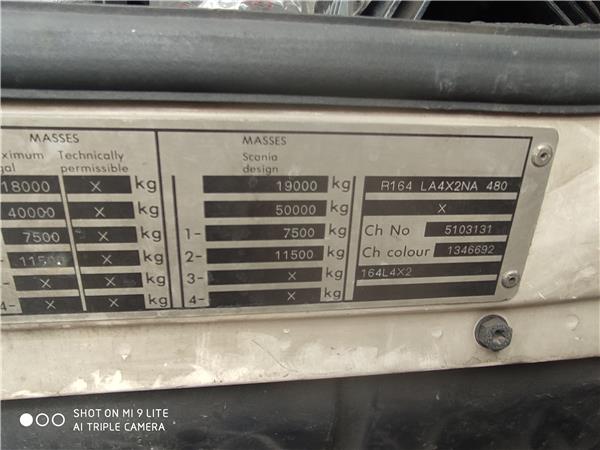 MASSES MASSES
ximum Technically Scania
gal permissible design
18000 X kg 19000 kg R164 LA4X2NA 480
40000 X kg 50000 kg X
7500 X kg 1- 7500 kg Ch No 5103131
11500 X kg 2- 11500 kg Ch colour 1346692
X X kg 3- X kg 164L4X2
4- X X kg 4- X kg
SHOT ON MI 9 LITE
AI TRIPLE CAMERA